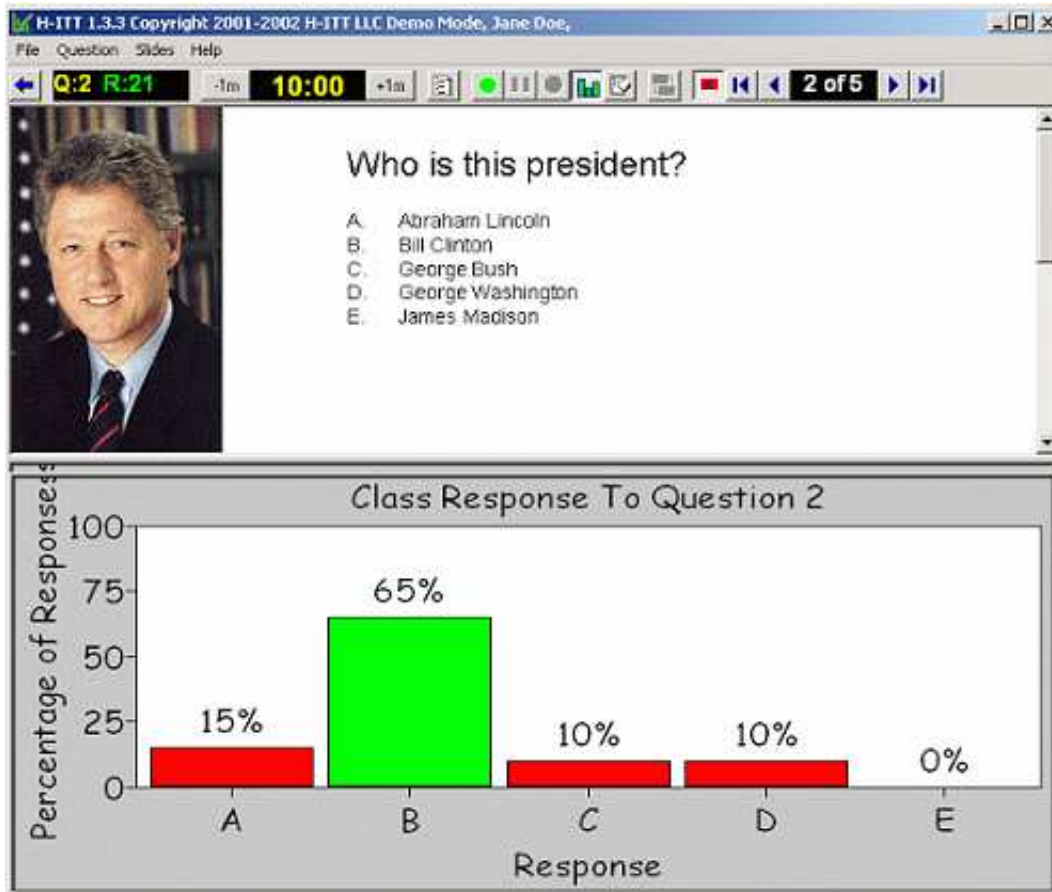 H-ITT 1.3.3 Copyright 2001-2002 H-ITT LLC Demo Mode, Jane Doe,
File Question Slides Help
Q:2 R:21 -1m 10:00 +1m 2 of 5
Who is this president?
A. Abraham Lincoln
B. Bill Clinton
C. George Bush
D. George Washington
E. James Madison
Class Response To Question 2
Percentage of Responsess
100
75
50
25
0
15%
65%
10%
10%
0%
A B C D E
Response